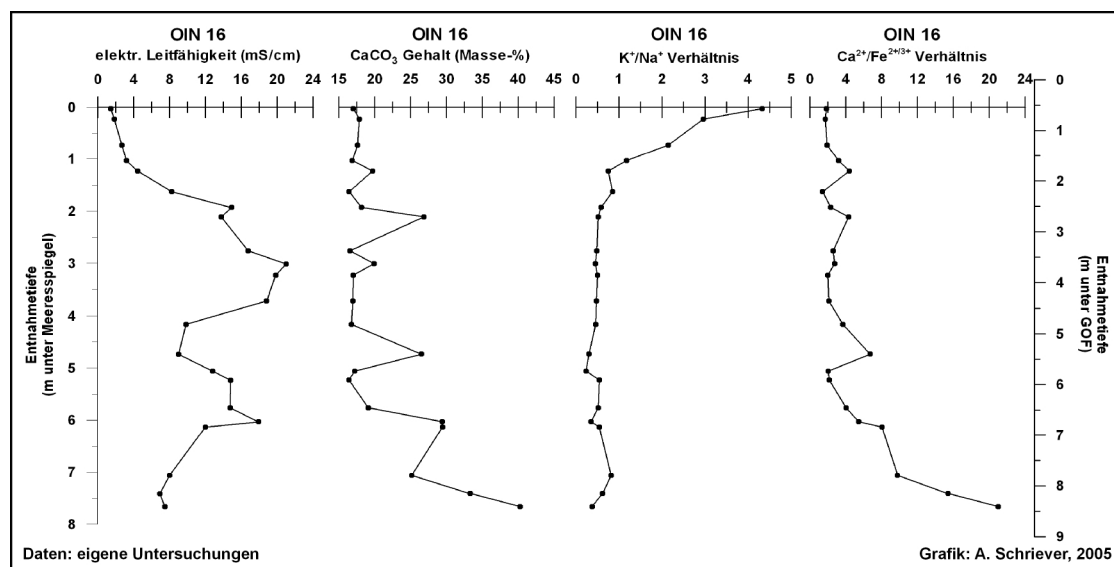 OIN 16
elektr. Leitfähigkeit (mS/cm)
0 4 8 12 16 20 24
OIN 16
CaCO₃ Gehalt (Masse-%)
15 20 25 30 35 40 45
OIN 16
K⁺/Na⁺ Verhältnis
0 1 2 3 4 5
OIN 16
Ca²⁺/Fe²⁺/³⁺ Verhältnis
0 4 8 12 16 20 24
Entnahmetiefe
(m unter Meeresspiegel)
0
1
2
3
4
5
6
7
8
0
1
2
3
4
5
6
7
8
9
Entnahmetiefe
(m unter GOF)
Daten: eigene Untersuchungen
Grafik: A. Schriever, 2005